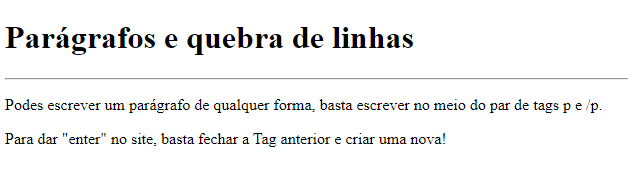 Parágrafos e quebra de linhas
Podes escrever um parágrafo de qualquer forma, basta escrever no meio do par de tags p e /p.
Para dar "enter" no site, basta fechar a Tag anterior e criar uma nova!